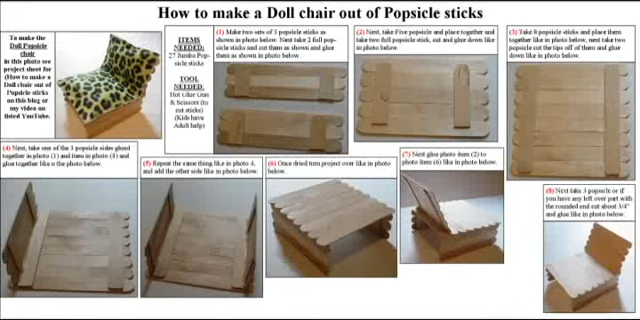 How to make a Doll chair out of Popsicle sticks
To make the
Doll Popsicle
chair
in this photo see
project sheet for
(How to make a
Doll chair out of
Popsicle sticks
on this blog or
my video on
listed YouTube.
ITEMS
NEEDED:
27 Jumbo Pop-
sicle sticks
TOOL
NEEDED:
Hot Glue Gun
& Scissors (to
cut sticks)
(Kids have
Adult help)
(1) Make two sets of 3 popsicle sticks as
shown in photo below. Next take 2 full pop-
sicle sticks and cut them as shown and glue
them as shown in photo below.
(2) Next, take Five popsicle and place together and
take two full popsicle stick, cut and glue down like
in photo below.
(3) Take 8 popsicle sticks and place them
together like in photo below, next take two
popsicle cut the tips off of them and glue
down like in photo below.
(4) Next, take one of the 3 popsicle sides glued
together in photo (1) and item in photo (3) and
glue together like in the photo below.
(5) Repeat the same thing like in photo 4,
and add the other side like in photo below.
(6) Once dried turn project over like in photo
below.
(7) Next glue photo item (2) to
photo item (6) like in photo below.
(8) Next take 3 popsicle or if
you have any left over part with
the rounded end cut about 3/4"
and glue like in photo below.